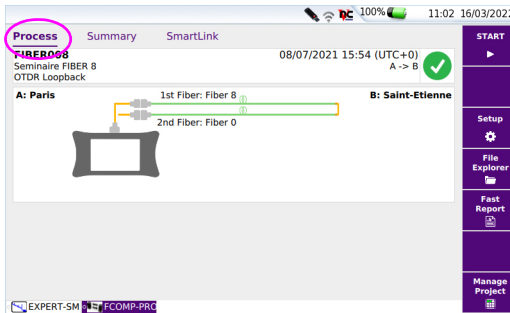 100% 11:02 16/03/2022
Process Summary SmartLink
START
FIBER008 08/07/2021 15:54 (UTC+0)
Seminaire FIBER 8 A -> B
OTDR Loopback
A: Paris 1st Fiber: Fiber 8 B: Saint-Etienne
2nd Fiber: Fiber 0
Setup
File
Explorer
Fast
Report
Manage
Project
EXPERT-SM FCOMP-PRO